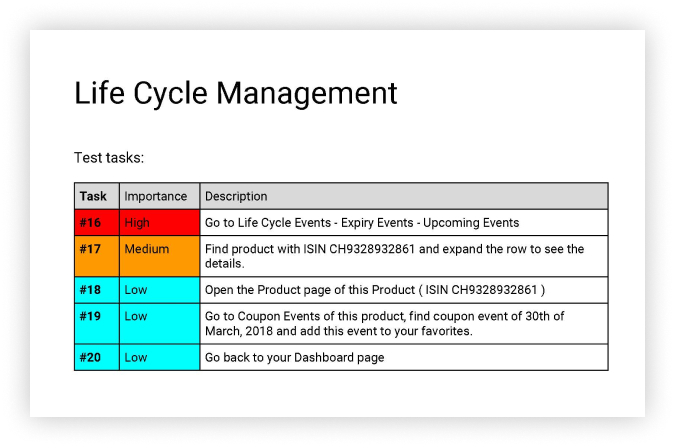 Life Cycle Management
Test tasks:
Task Importance Description
#16 High Go to Life Cycle Events - Expiry Events - Upcoming Events
#17 Medium Find product with ISIN CH9328932861 and expand the row to see the
details.
#18 Low Open the Product page of this Product ( ISIN CH9328932861 )
#19 Low Go to Coupon Events of this product, find coupon event of 30th of
March, 2018 and add this event to your favorites.
#20 Low Go back to your Dashboard page